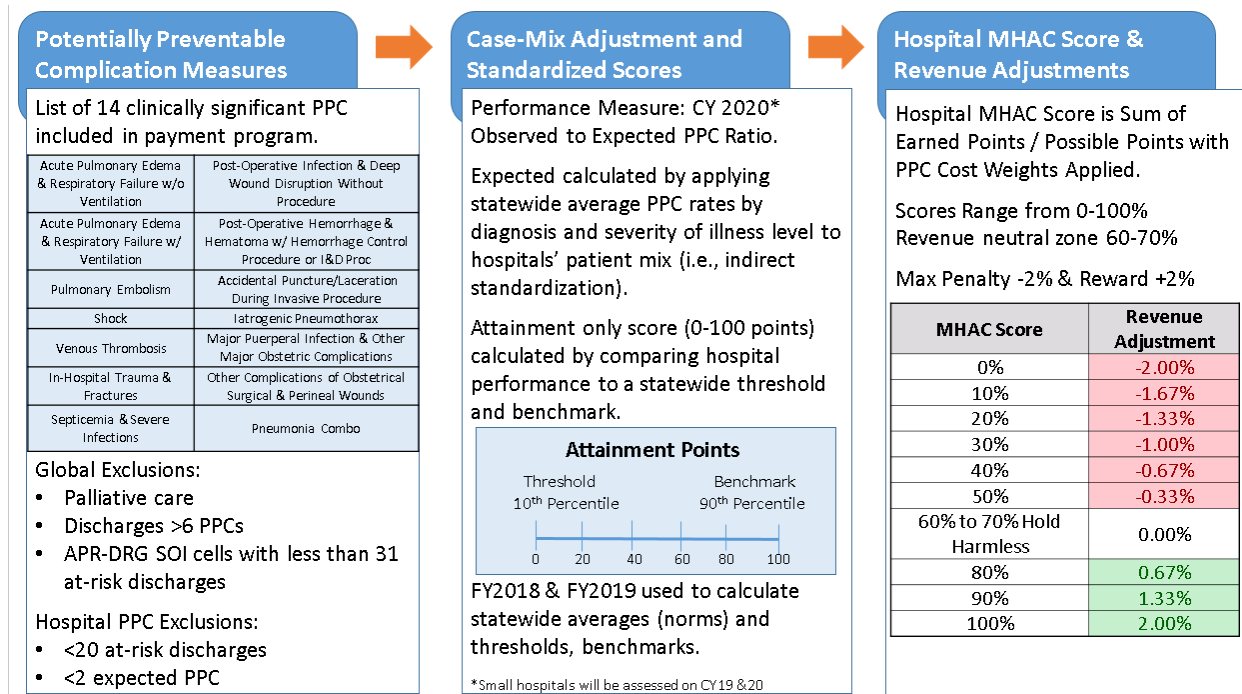 Potentially Preventable
Complication Measures
List of 14 clinically significant PPC
included in payment program.
Acute Pulmonary Edema
& Respiratory Failure w/o
Ventilation
Post-Operative Infection & Deep
Wound Disruption Without
Procedure
Acute Pulmonary Edema
& Respiratory Failure w/
Ventilation
Post-Operative Hemorrhage &
Hematoma w/ Hemorrhage Control
Procedure or I&D Proc
Pulmonary Embolism
Accidental Puncture/Laceration
During Invasive Procedure
Shock
Iatrogenic Pneumothorax
Venous Thrombosis
Major Puerperal Infection & Other
Major Obstetric Complications
In-Hospital Trauma &
Fractures
Other Complications of Obstetrical
Surgical & Perineal Wounds
Septicemia & Severe
Infections
Pneumonia Combo
Global Exclusions:
• Palliative care
• Discharges >6 PPCs
• APR-DRG SOI cells with less than 31
at-risk discharges
Hospital PPC Exclusions:
• <20 at-risk discharges
• <2 expected PPC
Case-Mix Adjustment and
Standardized Scores
Performance Measure: CY 2020*
Observed to Expected PPC Ratio.
Expected calculated by applying
statewide average PPC rates by
diagnosis and severity of illness level to
hospitals’ patient mix (i.e., indirect
standardization).
Attainment only score (0-100 points)
calculated by comparing hospital
performance to a statewide threshold
and benchmark.
Attainment Points
Threshold
10th Percentile
Benchmark
90th Percentile
0 20 40 60 80 100
FY2018 & FY2019 used to calculate
statewide averages (norms) and
thresholds, benchmarks.
*Small hospitals will be assessed on CY19 &20
Hospital MHAC Score &
Revenue Adjustments
Hospital MHAC Score is Sum of
Earned Points / Possible Points with
PPC Cost Weights Applied.
Scores Range from 0-100%
Revenue neutral zone 60-70%
Max Penalty -2% & Reward +2%
MHAC Score
Revenue
Adjustment
0% -2.00%
10% -1.67%
20% -1.33%
30% -1.00%
40% -0.67%
50% -0.33%
60% to 70% Hold
Harmless
0.00%
80% 0.67%
90% 1.33%
100% 2.00%